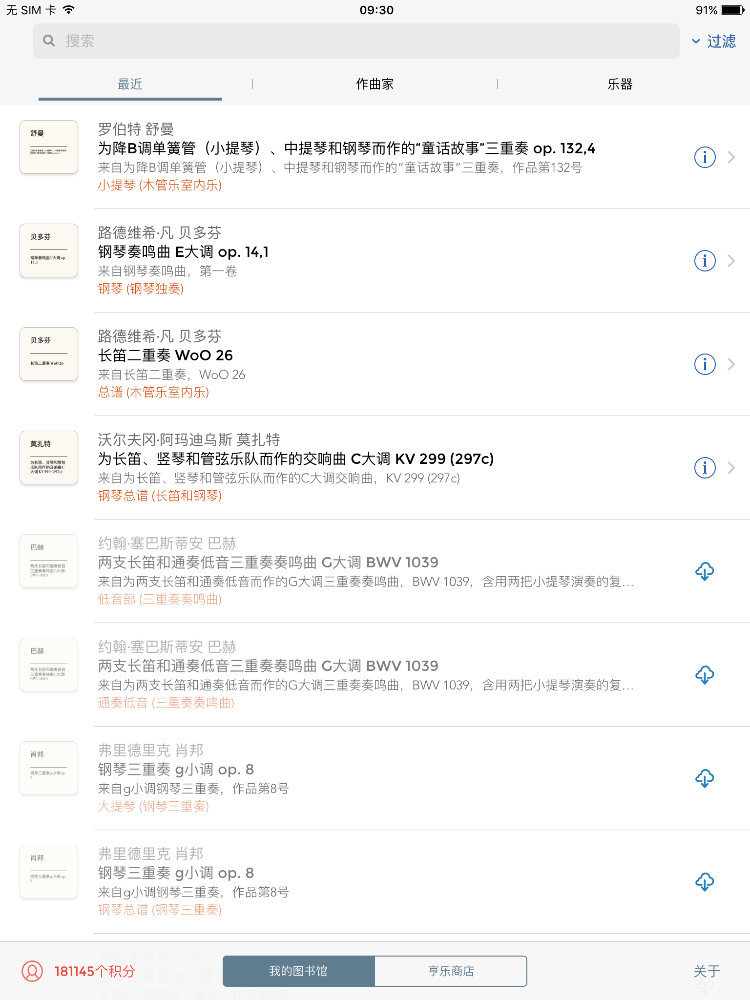 无 SIM 卡
09:30
91%
搜索
过滤
最近
作曲家
乐器
舒曼
为降B调单簧管（小提琴）、中提琴和钢琴
而作的“童话故事”三重奏 op. 132,4
罗伯特 舒曼
为降B调单簧管（小提琴）、中提琴和钢琴而作的“童话故事”三重奏 op. 132,4
来自为降B调单簧管（小提琴）、中提琴和钢琴而作的“童话故事”三重奏，作品第132号
小提琴 (木管乐室内乐)
贝多芬
钢琴奏鸣曲 E大调 op.
14,1
路德维希·凡 贝多芬
钢琴奏鸣曲 E大调 op. 14,1
来自钢琴奏鸣曲，第一卷
钢琴 (钢琴独奏)
贝多芬
长笛二重奏 WoO 26
路德维希·凡 贝多芬
长笛二重奏 WoO 26
来自长笛二重奏，WoO 26
总谱 (木管乐室内乐)
莫扎特
为长笛、竖琴和管弦
乐队而作的交响曲 C
大调 KV 299 (297c)
沃尔夫冈·阿玛迪乌斯 莫扎特
为长笛、竖琴和管弦乐队而作的交响曲 C大调 KV 299 (297c)
来自为长笛、竖琴和管弦乐队而作的C大调交响曲，KV 299 (297c)
钢琴总谱 (长笛和钢琴)
巴赫
两支长笛和通奏低音
三重奏奏鸣曲 G大调
BWV 1039
约翰·塞巴斯蒂安 巴赫
两支长笛和通奏低音三重奏奏鸣曲 G大调 BWV 1039
来自为两支长笛和通奏低音而作的G大调三重奏奏鸣曲，BWV 1039，含用两把小提琴演奏的复…
低音部 (三重奏奏鸣曲)
巴赫
两支长笛和通奏低音
三重奏奏鸣曲 G大调
BWV 1039
约翰·塞巴斯蒂安 巴赫
两支长笛和通奏低音三重奏奏鸣曲 G大调 BWV 1039
来自为两支长笛和通奏低音而作的G大调三重奏奏鸣曲，BWV 1039，含用两把小提琴演奏的复…
通奏低音 (三重奏奏鸣曲)
肖邦
钢琴三重奏 g小调 op.
8
弗里德里克 肖邦
钢琴三重奏 g小调 op. 8
来自g小调钢琴三重奏，作品第8号
大提琴 (钢琴三重奏)
肖邦
钢琴三重奏 g小调 op.
8
弗里德里克 肖邦
钢琴三重奏 g小调 op. 8
来自g小调钢琴三重奏，作品第8号
钢琴总谱 (钢琴三重奏)
181145个积分
我的图书馆
亨乐商店
关于